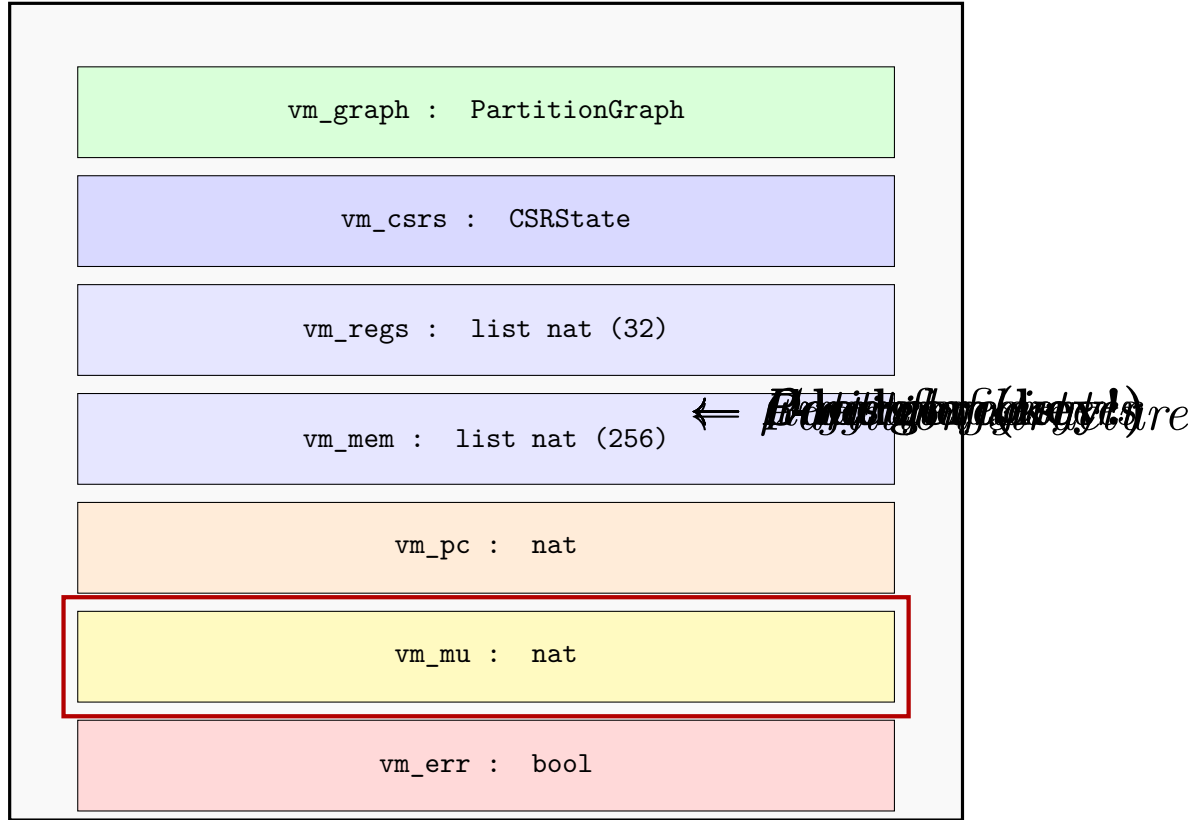 vm_graph : PartitionGraph
vm_csrs : CSRState
vm_regs : list nat (32)
vm_mem : list nat (256)
←
vm_pc : nat
vm_mu : nat
vm_err : bool